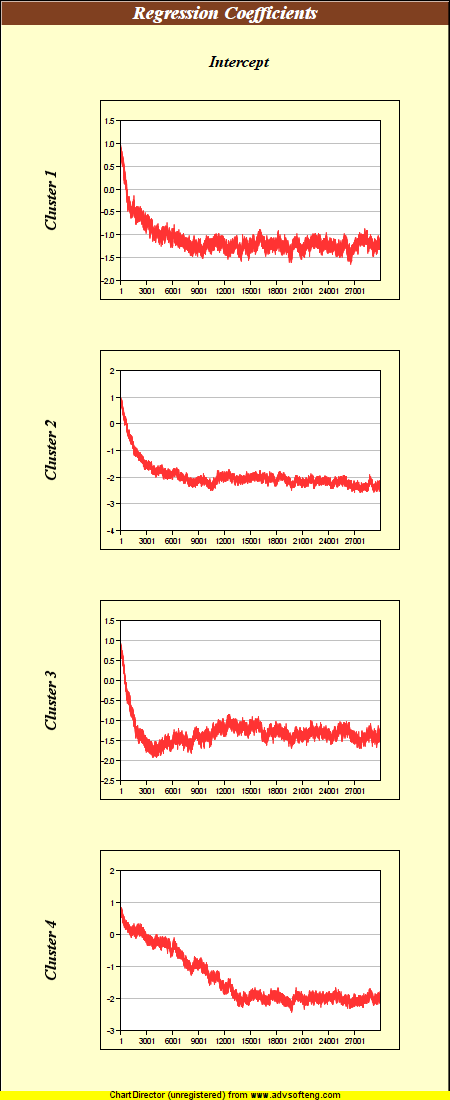 Regression Coefficients
Intercept
Cluster 1
1.5
1.0
0.5
0.0
-0.5
-1.0
-1.5
-2.0
1 3001 6001 9001 12001 15001 18001 21001 24001 27001
Cluster 2
2
1
0
-1
-2
-3
-4
1 3001 6001 9001 12001 15001 18001 21001 24001 27001
Cluster 3
1.5
1.0
0.5
0.0
-0.5
-1.0
-1.5
-2.0
-2.5
1 3001 6001 9001 12001 15001 18001 21001 24001 27001
Cluster 4
2
1
0
-1
-2
-3
1 3001 6001 9001 12001 15001 18001 21001 24001 27001
ChartDirector (unregistered) from www.advsofteng.com